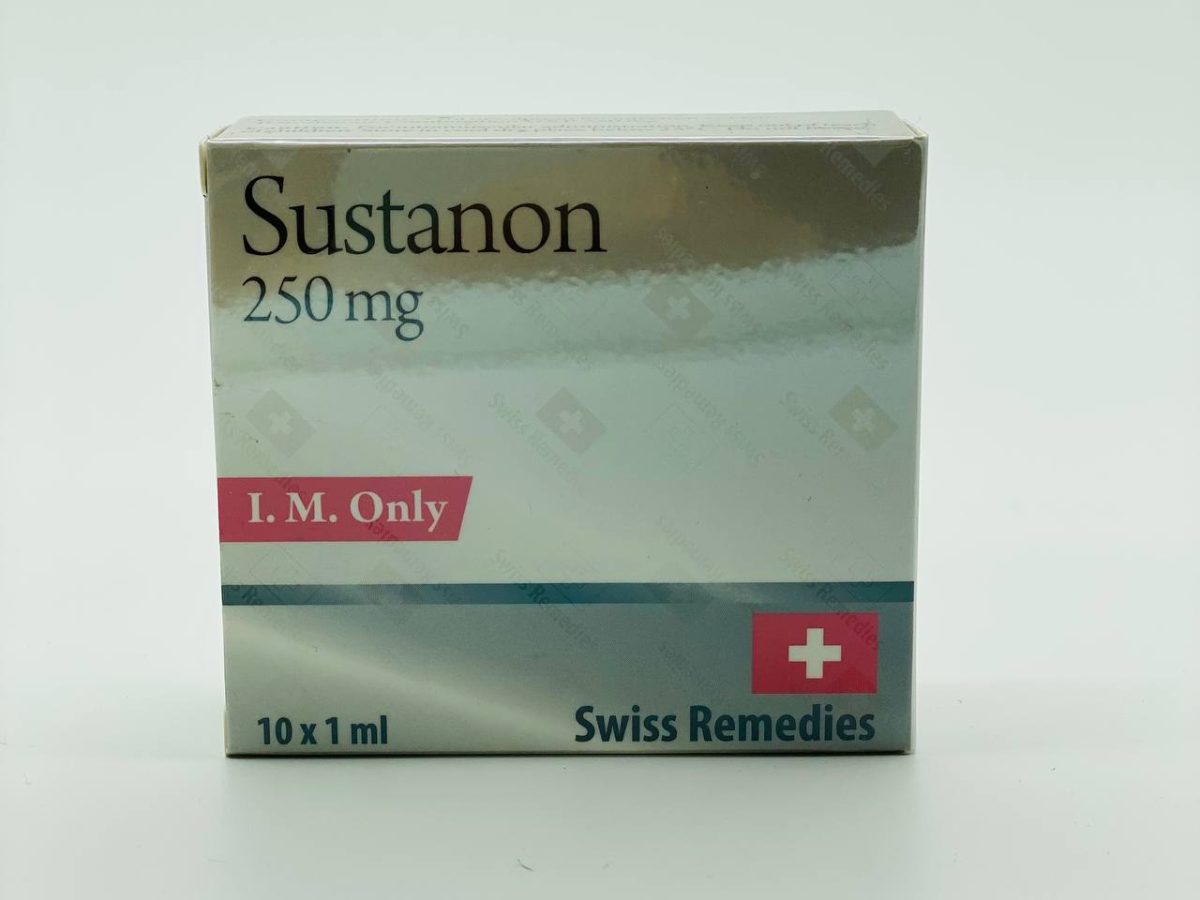 Sustanon
250 mg
I. M. Only
10 x 1 ml
Swiss Remedies